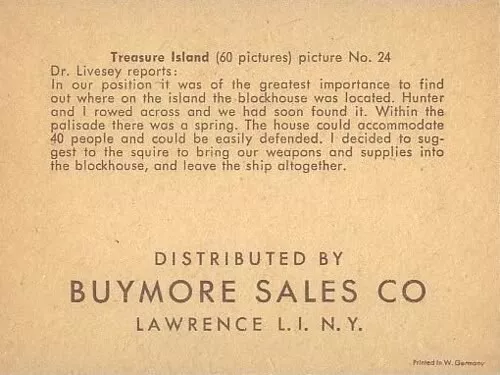 Treasure Island (60 pictures) picture No. 24
Dr. Livesey reports:
In our position it was of the greatest importance to find
out where on the island the blockhouse was located. Hunter
and I rowed across and we had soon found it. Within the
palisade there was a spring. The house could accommodate
40 people and could be easily defended. I decided to sug-
gest to the squire to bring our weapons and supplies into
the blockhouse, and leave the ship altogether.
DISTRIBUTED BY
BUYMORE SALES CO
LAWRENCE L.I. N.Y.
Printed in W. Germany